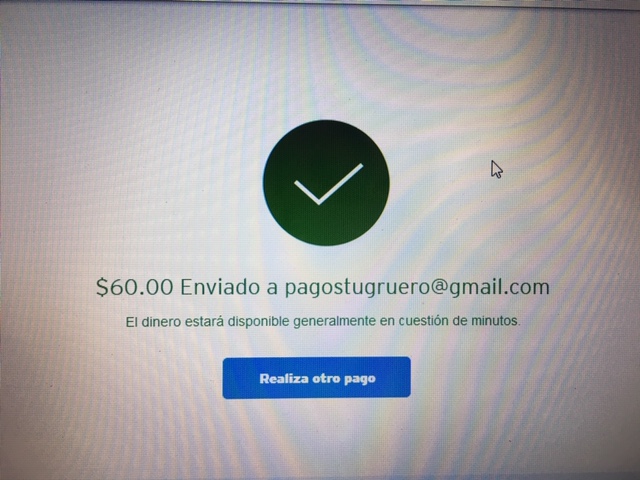 $60.00 Enviado a pagostugruero@gmail.com
El dinero estará disponible generalmente en cuestión de minutos.
Realiza otro pago